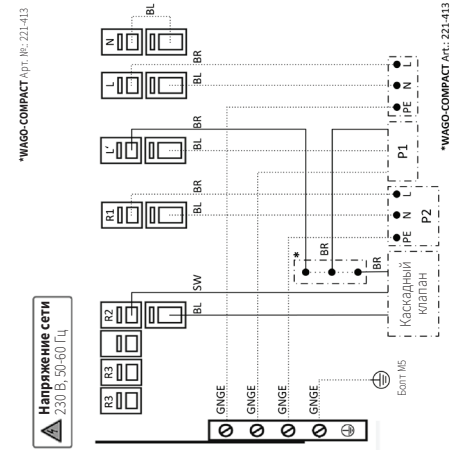 *WAGO-COMPACT Арт. №.: 221-413
Напряжение сети
230 В, 50-60 Гц
R3
R3
R2
R1
L'
L
N
SW
BL
BR
BL
BR
BL
BR
BL
BL
GNGE
GNGE
GNGE
GNGE
*
BR
BR
Болт М5
Каскадный
клапан
PE
N
L
P2
P1
PE
N
L
*WAGO-COMPACT Art.: 221-413